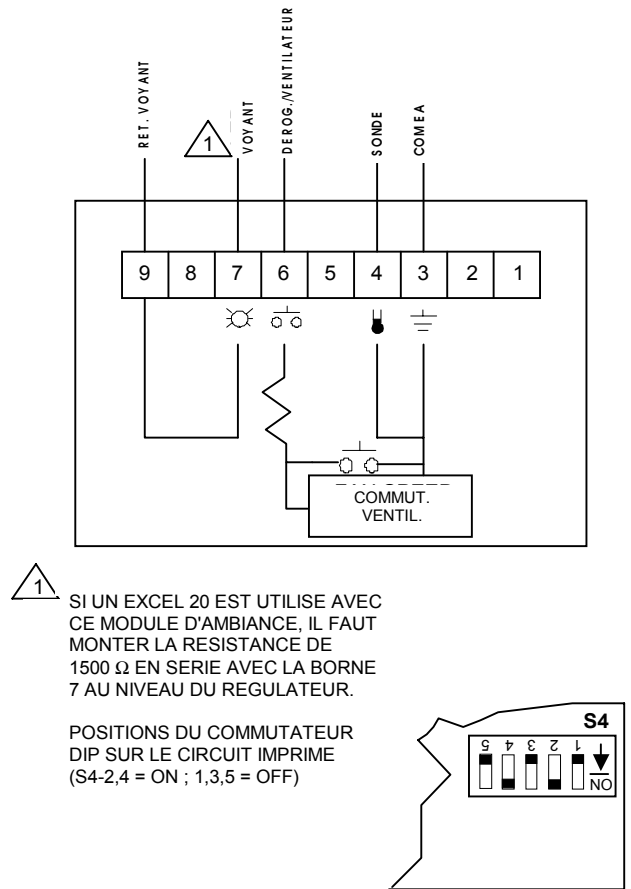 RET. VOYANT
1
VOYANT
DEROG./VENTILATEUR
SONDE
COMEA
9 8 7 6 5 4 3 2 1
COMMUT.
VENTIL.
1
SI UN EXCEL 20 EST UTILISE AVEC
CE MODULE D'AMBIANCE, IL FAUT
MONTER LA RESISTANCE DE
1500 Ω EN SERIE AVEC LA BORNE
7 AU NIVEAU DU REGULATEUR.
POSITIONS DU COMMUTATEUR
DIP SUR LE CIRCUIT IMPRIME
(S4-2,4 = ON ; 1,3,5 = OFF)
S4
5 4 3 2 1
ON